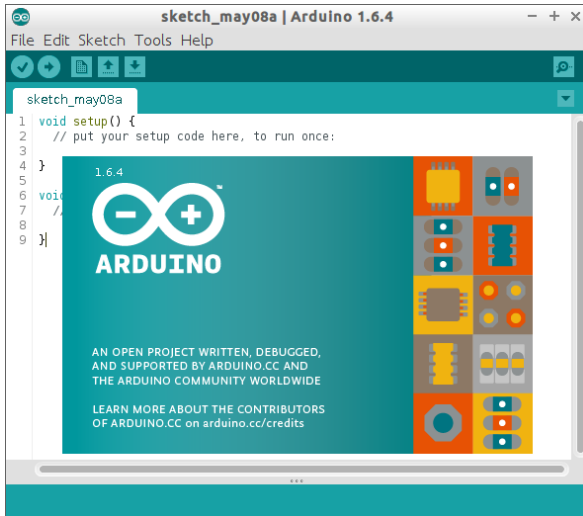 sketch_may08a | Arduino 1.6.4
File Edit Sketch Tools Help
sketch_may08a
1 void setup() {
2 // put your setup code here, to run once:
3
4 }
5
6 void
7 //
8
9 }
1.6.4
TM
ARDUINO
AN OPEN PROJECT WRITTEN, DEBUGGED,
AND SUPPORTED BY ARDUINO.CC AND
THE ARDUINO COMMUNITY WORLDWIDE
LEARN MORE ABOUT THE CONTRIBUTORS
OF ARDUINO.CC on arduino.cc/credits